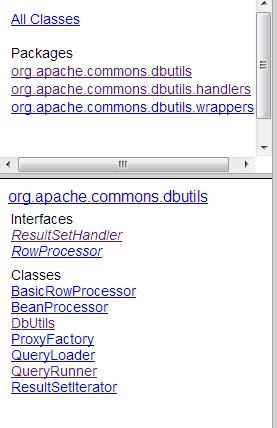 All Classes
Packages
org.apache.commons.dbutils
org.apache.commons.dbutils.handlers
org.apache.commons.dbutils.wrappers
org.apache.commons.dbutils
Interfaces
ResultSetHandler
RowProcessor
Classes
BasicRowProcessor
BeanProcessor
DbUtils
ProxyFactory
QueryLoader
QueryRunner
ResultSetIterator